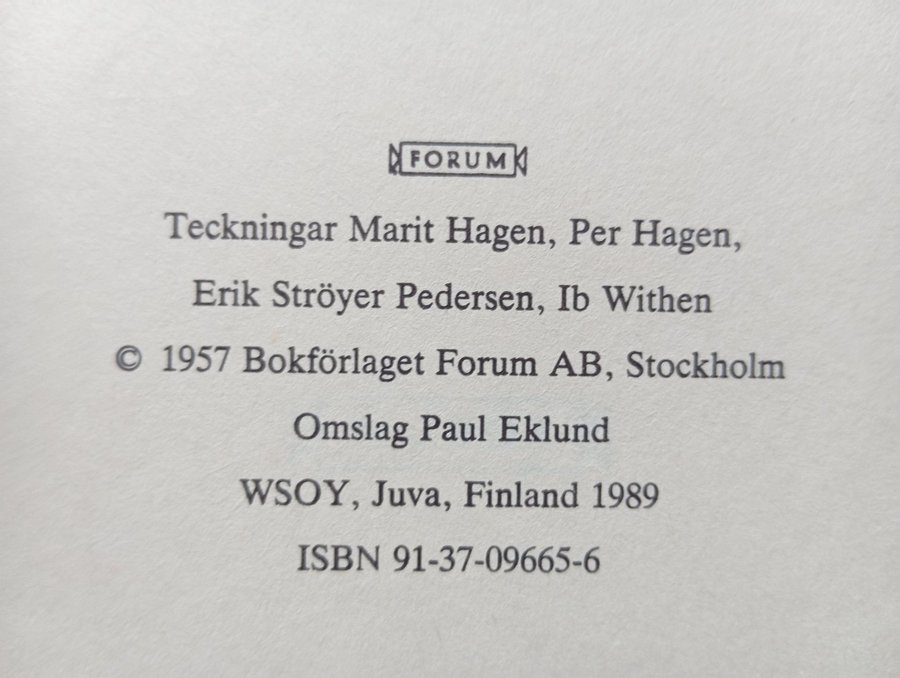 FORUM
Teckningar Marit Hagen, Per Hagen,
Erik Ströyer Pedersen, Ib Withen
© 1957 Bokförlaget Forum AB, Stockholm
Omslag Paul Eklund
WSOY, Juva, Finland 1989
ISBN 91-37-09665-6